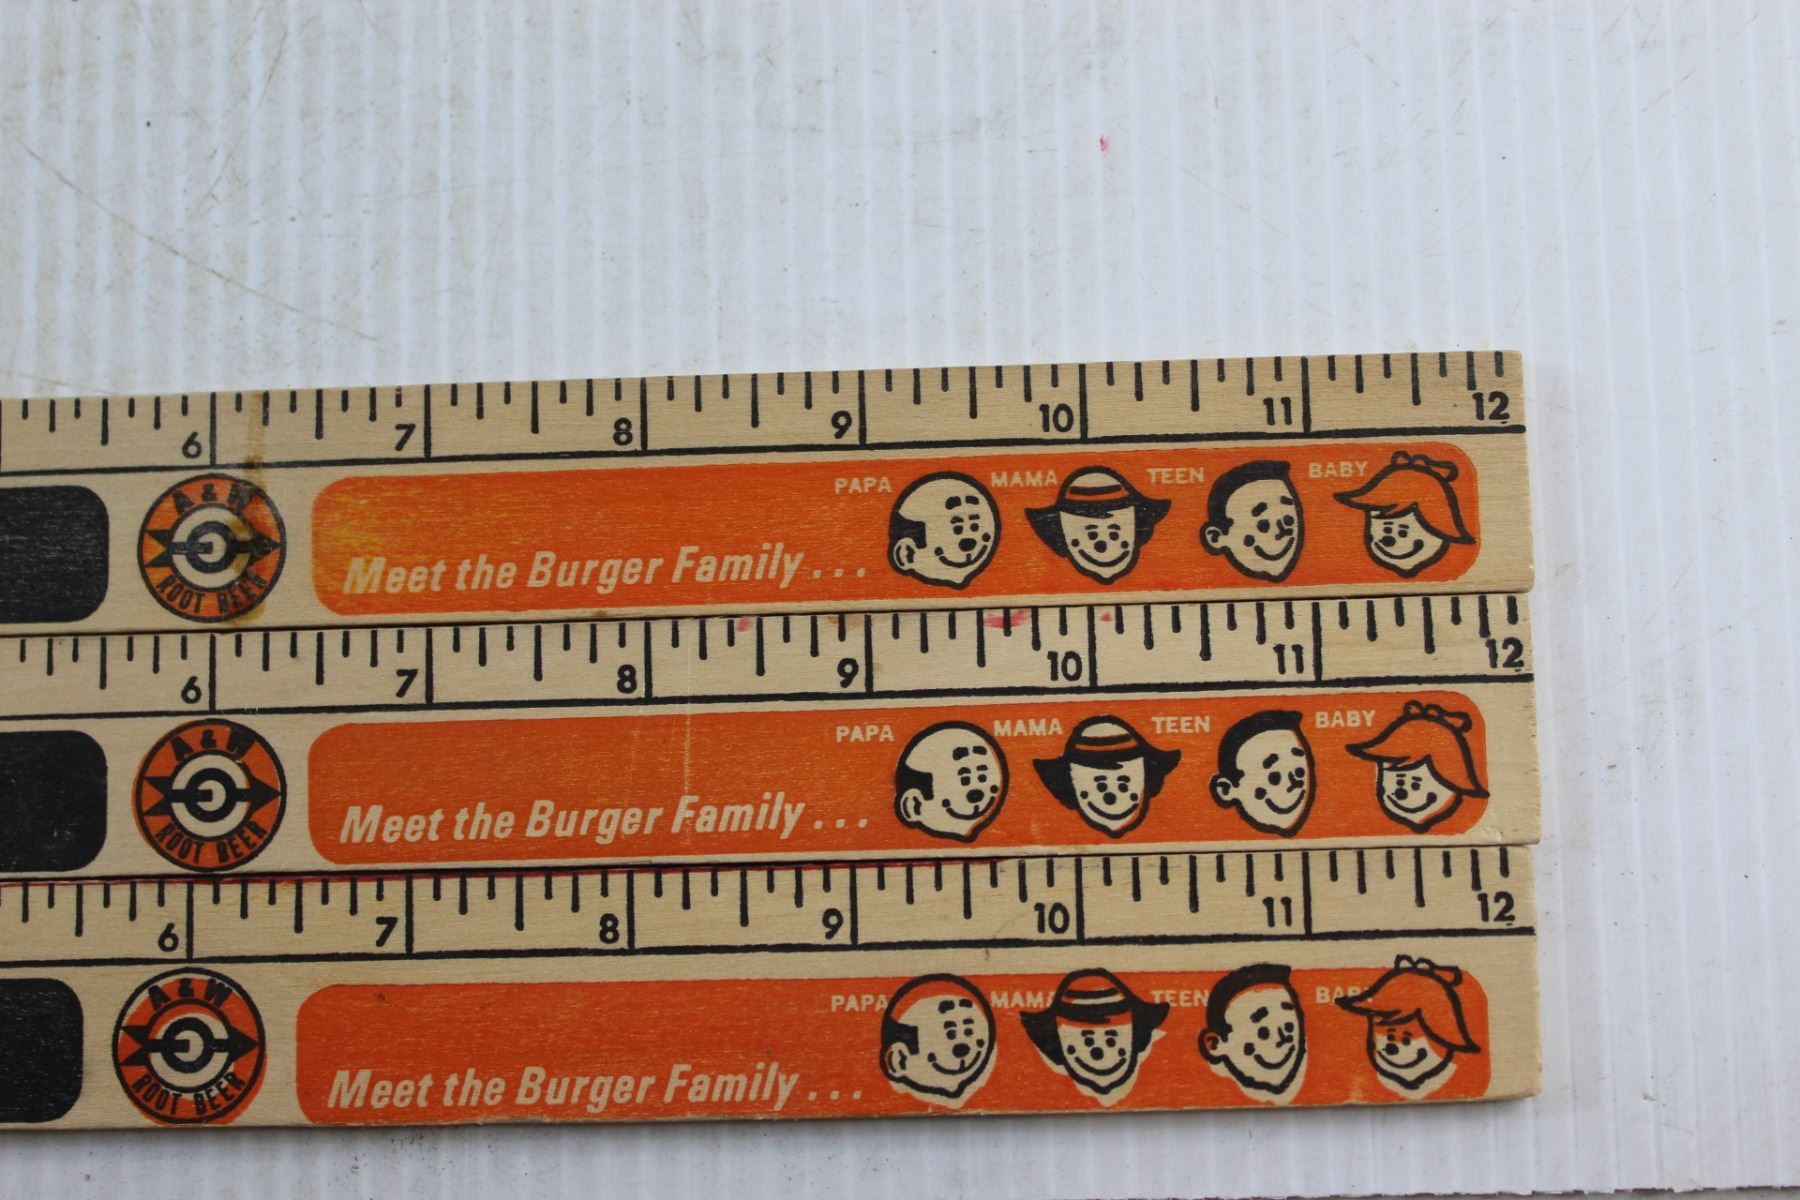 6 7 8 9 10 11 12
A & W
ROOT BEER
PAPA MAMA TEEN BABY
Meet the Burger Family...
6 7 8 9 10 11 12
A & W
ROOT BEER
PAPA MAMA TEEN BABY
Meet the Burger Family...
6 7 8 9 10 11 12
A & W
ROOT BEER
PAPA MAMA TEEN BABY
Meet the Burger Family...